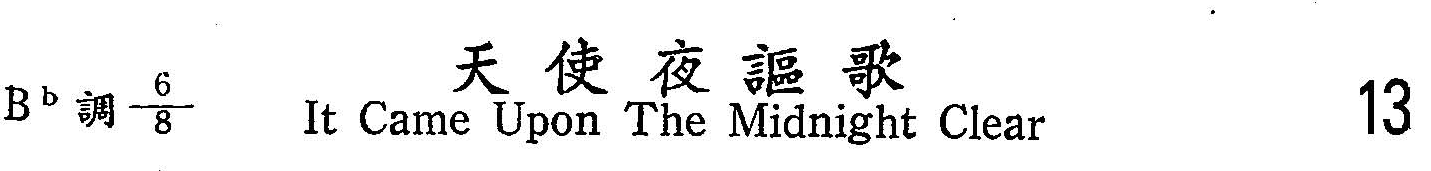 天使夜謳歌
B♭調 6/8 It Came Upon The Midnight Clear 13